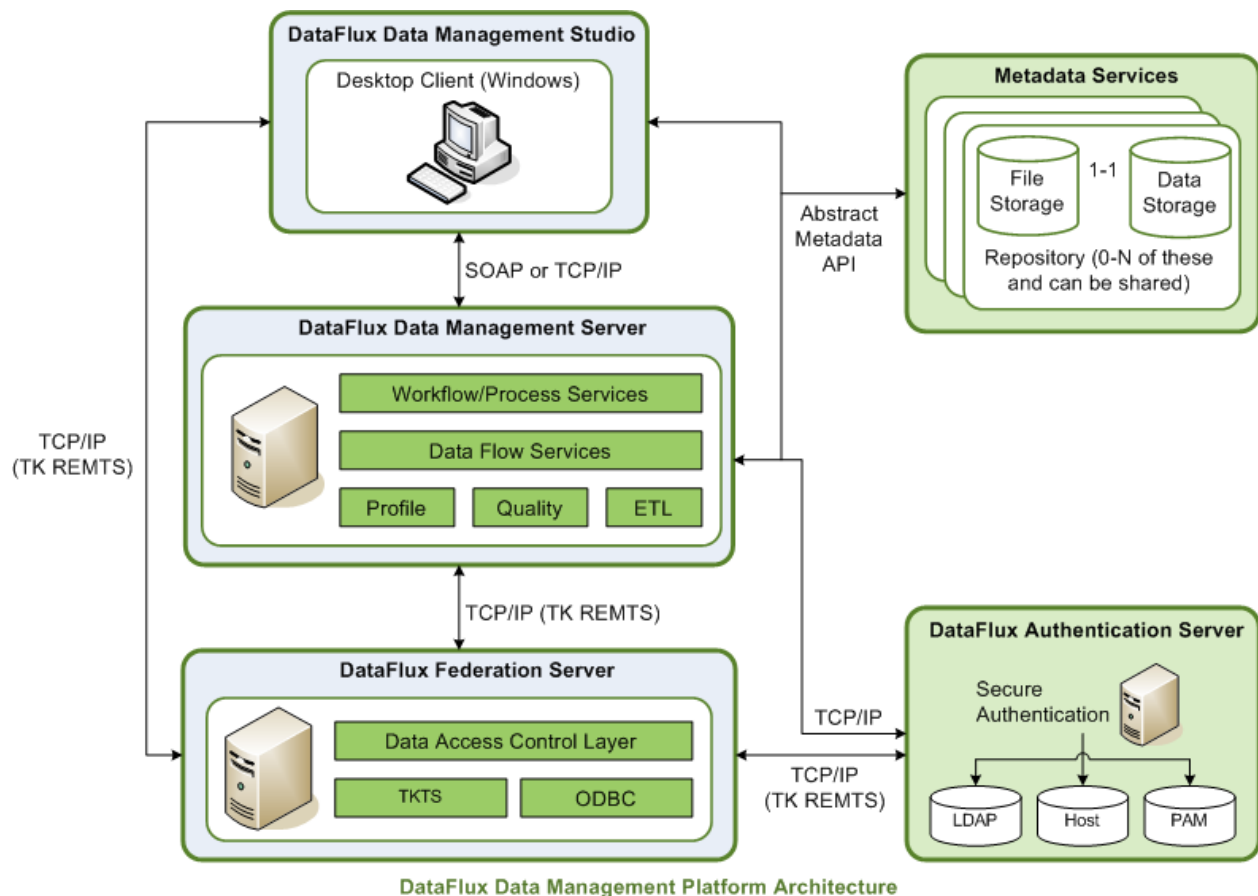 DataFlux Data Management Studio
Desktop Client (Windows)
Metadata Services
File
Storage
1-1
Data
Storage
Repository (0-N of these
and can be shared)
Abstract
Metadata
API
SOAP or TCP/IP
DataFlux Data Management Server
Workflow/Process Services
Data Flow Services
Profile
Quality
ETL
TCP/IP
(TK REMTS)
TCP/IP (TK REMTS)
DataFlux Federation Server
Data Access Control Layer
TKTS
ODBC
TCP/IP
TCP/IP
(TK REMTS)
DataFlux Authentication Server
Secure
Authentication
LDAP
Host
PAM
DataFlux Data Management Platform Architecture